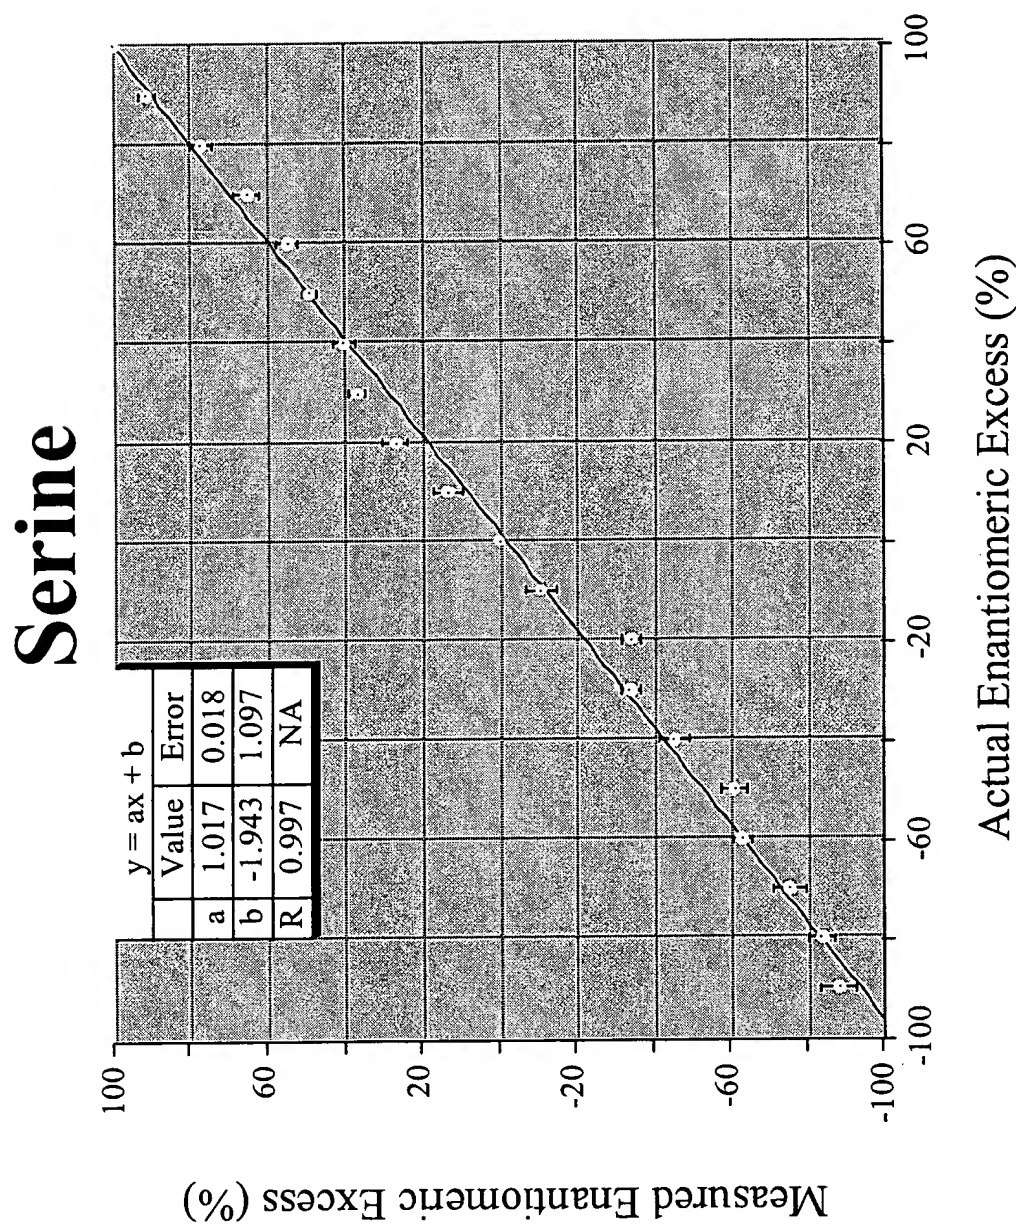 Serine
y = ax + b
Value Error
a 1.017 0.018
b -1.943 1.097
R 0.997 NA
100
60
20
-20
-60
-100
Measured Enantiomeric Excess (%)
-100 -60 -20 20 60 100
Actual Enantiomeric Excess (%)